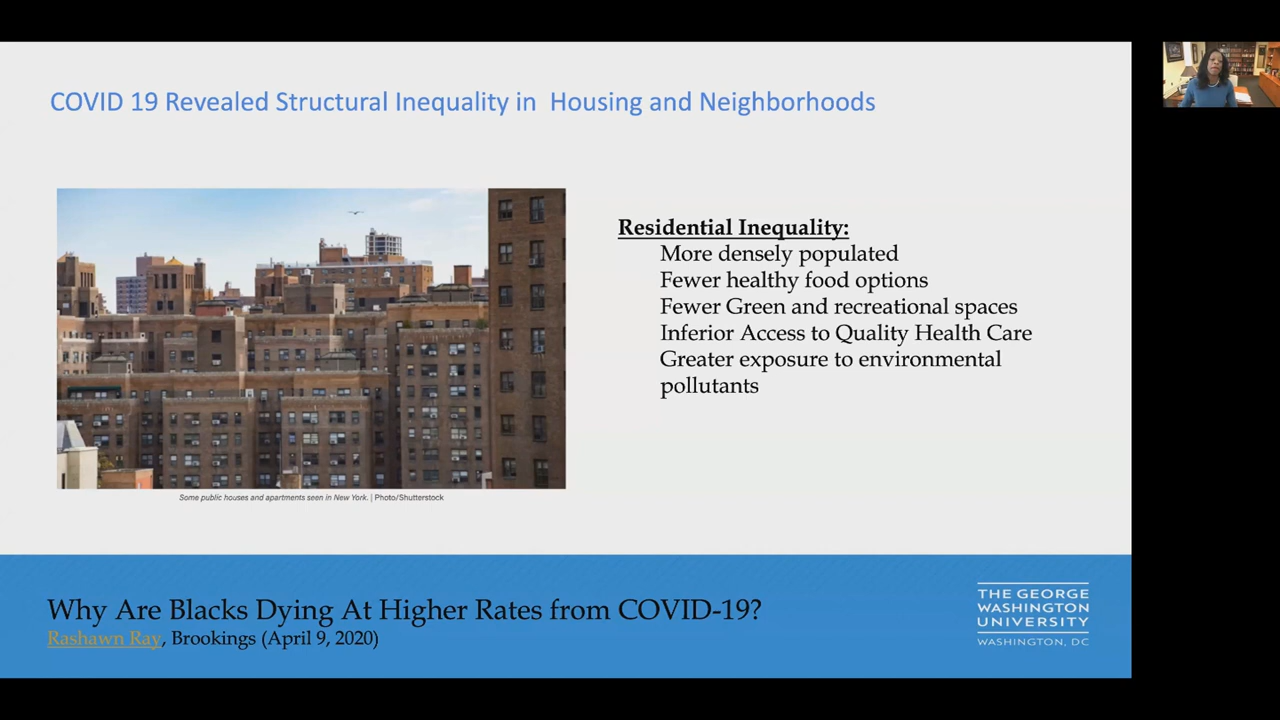 COVID 19 Revealed Structural Inequality in Housing and Neighborhoods
Residential Inequality:
More densely populated
Fewer healthy food options
Fewer Green and recreational spaces
Inferior Access to Quality Health Care
Greater exposure to environmental
pollutants
Some public houses and apartments seen in New York. | Photo/Shutterstock
Why Are Blacks Dying At Higher Rates from COVID-19?
Rashawn Ray, Brookings (April 9, 2020)
THE GEORGE
WASHINGTON
UNIVERSITY
WASHINGTON, DC